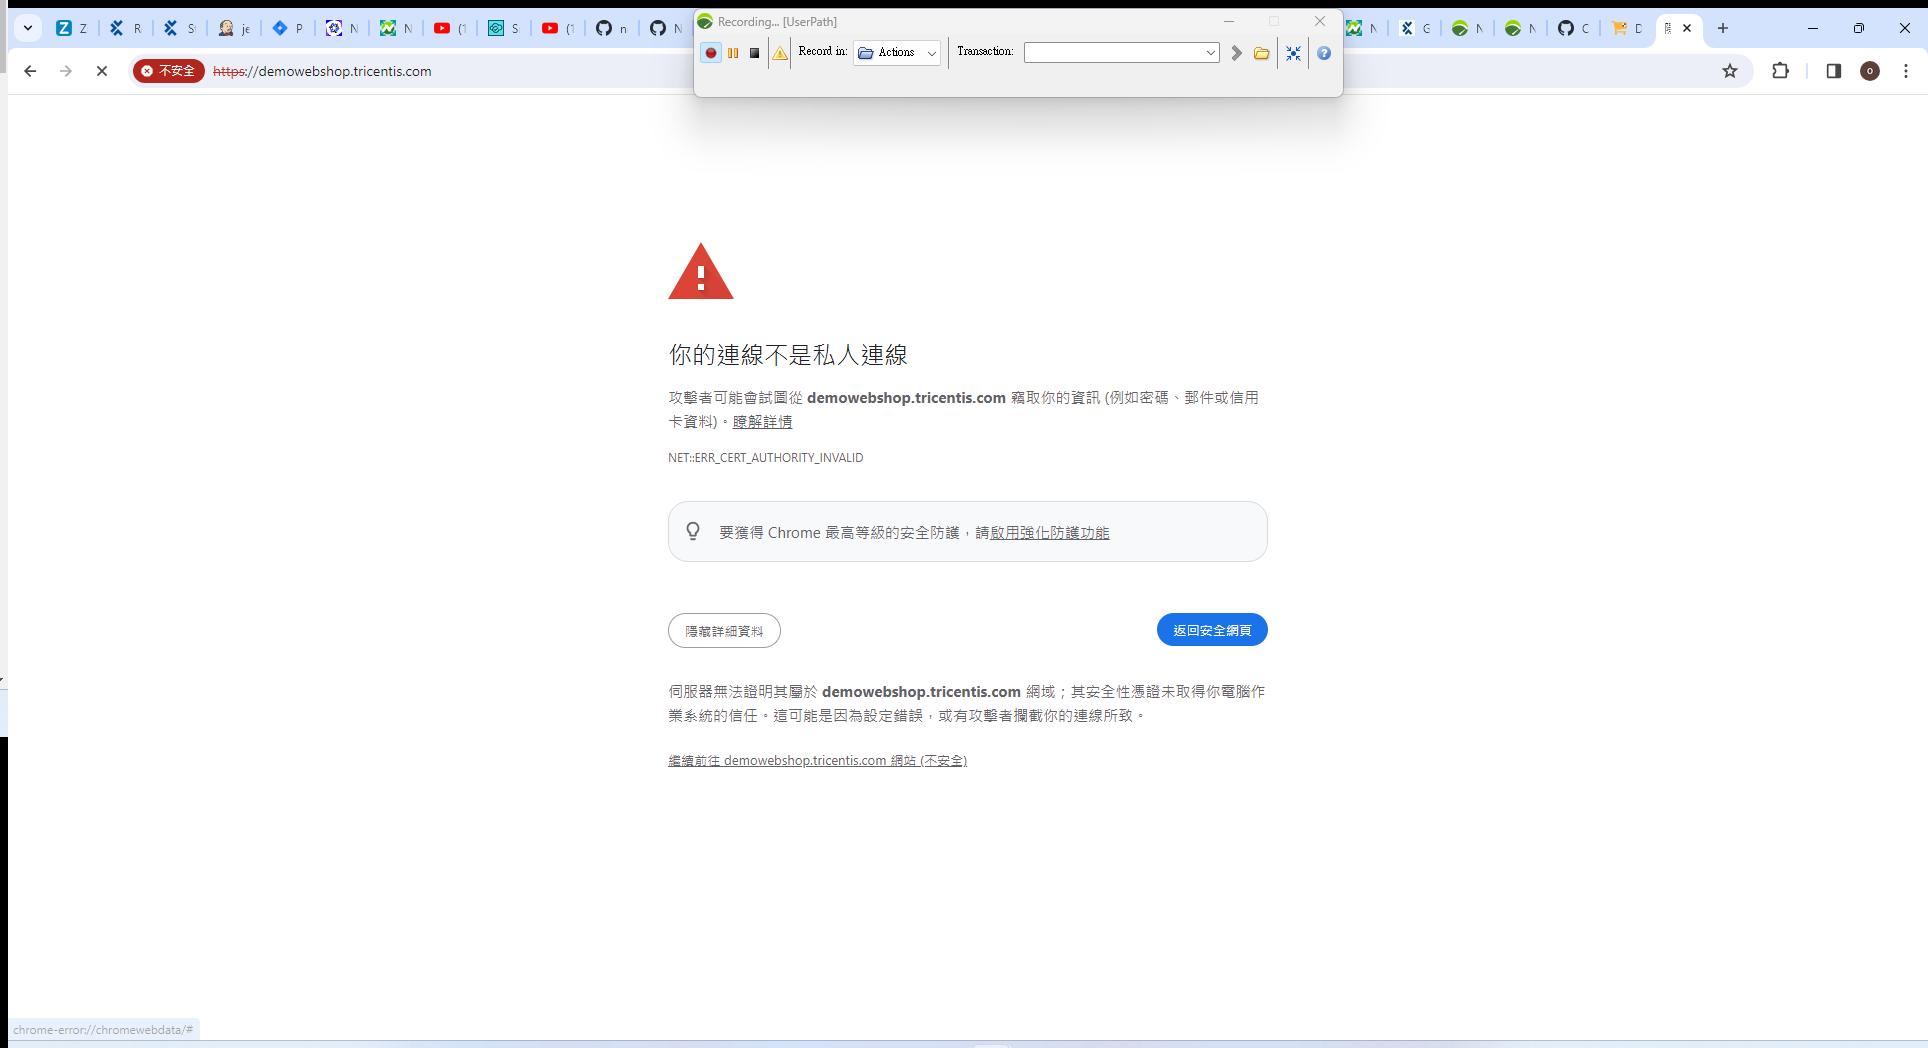 Recording... [UserPath]
Z
R
S
je
N
P
N
N
(1
S
(1
n
N
N
G
N
N
C
D
Record in:
Actions
Transaction:
不安全
https://demowebshop.tricentis.com
o
你的連線不是私人連線
攻擊者可能會試圖從 demowebshop.tricentis.com 竊取你的資訊 (例如密碼、郵件或信用
卡資料)。瞭解詳情
NET::ERR_CERT_AUTHORITY_INVALID
要獲得 Chrome 最高等級的安全防護，請啟用強化防護功能
隱藏詳細資料
返回安全網頁
伺服器無法證明其屬於 demowebshop.tricentis.com 網域；其安全性憑證未取得你電腦作
業系統的信任。這可能是因為設定錯誤，或有攻擊者攔截你的連線所致。
繼續前往 demowebshop.tricentis.com 網站 (不安全)
chrome-error://chromewebdata/#